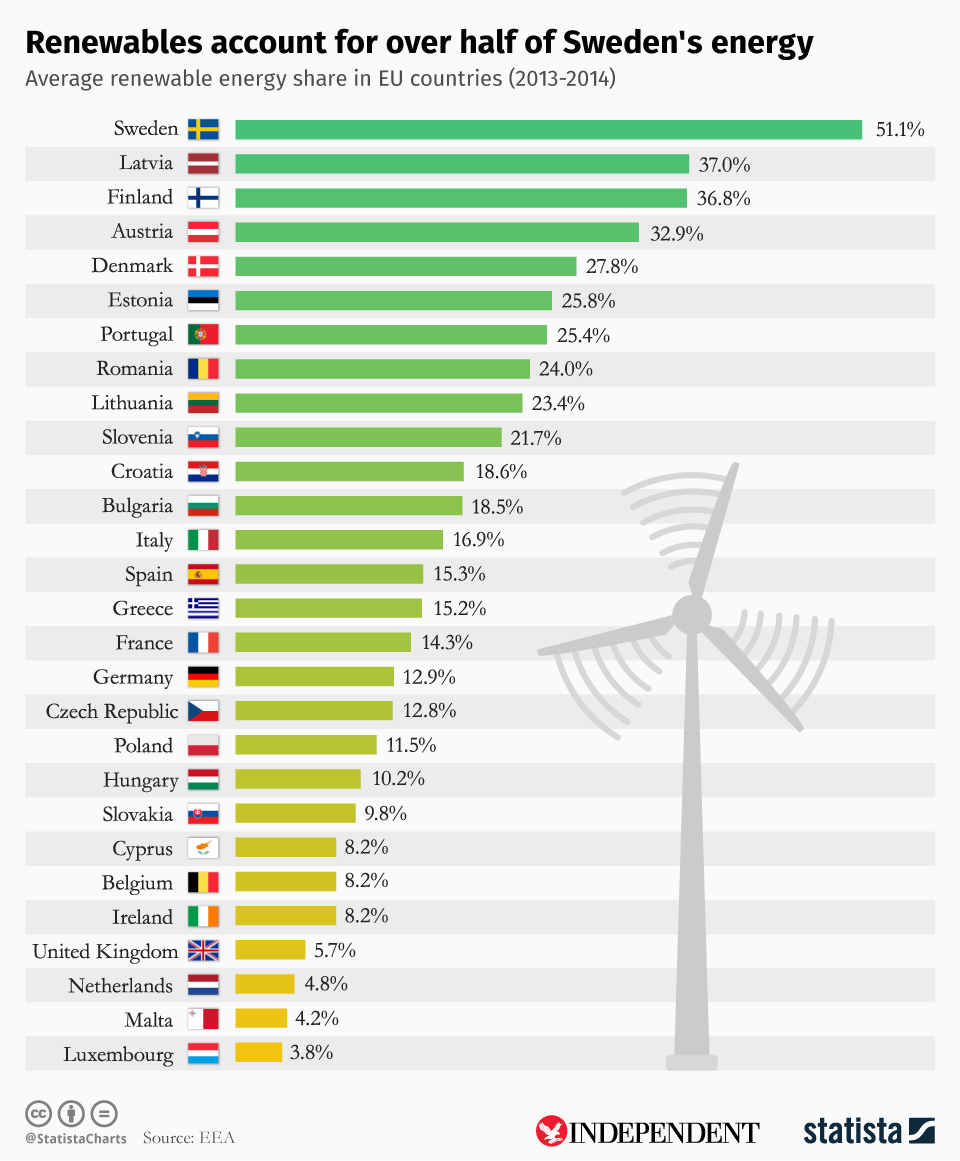 Renewables account for over half of Sweden's energy
Average renewable energy share in EU countries (2013-2014)
Sweden 51.1%
Latvia 37.0%
Finland 36.8%
Austria 32.9%
Denmark 27.8%
Estonia 25.8%
Portugal 25.4%
Romania 24.0%
Lithuania 23.4%
Slovenia 21.7%
Croatia 18.6%
Bulgaria 18.5%
Italy 16.9%
Spain 15.3%
Greece 15.2%
France 14.3%
Germany 12.9%
Czech Republic 12.8%
Poland 11.5%
Hungary 10.2%
Slovakia 9.8%
Cyprus 8.2%
Belgium 8.2%
Ireland 8.2%
United Kingdom 5.7%
Netherlands 4.8%
Malta 4.2%
Luxembourg 3.8%
cc =
@StatistaCharts Source: EEA
INDEPENDENT statista